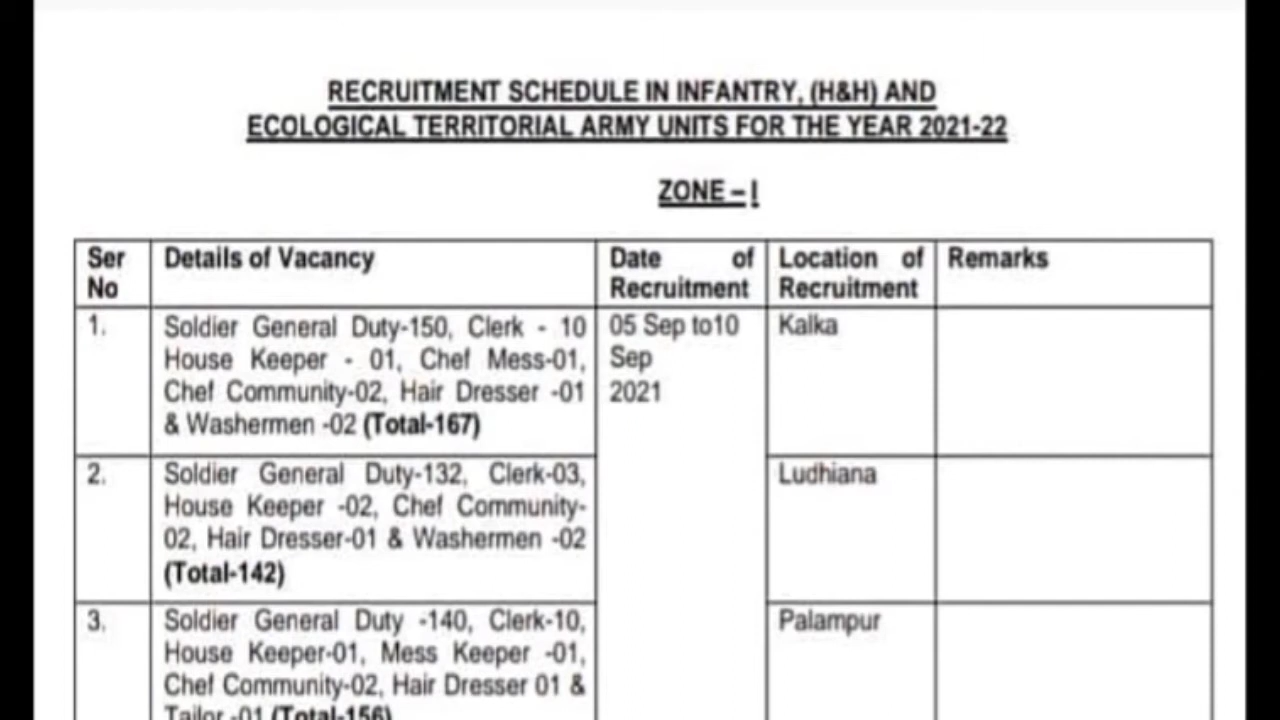 RECRUITMENT SCHEDULE IN INFANTRY, (H&H) AND
ECOLOGICAL TERRITORIAL ARMY UNITS FOR THE YEAR 2021-22
ZONE – I
Ser No
Details of Vacancy
Date of Recruitment
Location of Recruitment
Remarks
1.
Soldier General Duty-150, Clerk - 10
House Keeper - 01, Chef Mess-01,
Chef Community-02, Hair Dresser -01
& Washermen -02 (Total-167)
05 Sep to10
Sep
2021
Kalka
2.
Soldier General Duty-132, Clerk-03,
House Keeper -02, Chef Community-
02, Hair Dresser-01 & Washermen -02
(Total-142)
Ludhiana
3.
Soldier General Duty -140, Clerk-10,
House Keeper-01, Mess Keeper -01,
Chef Community-02, Hair Dresser 01 &
Tailor -01 (Total-156)
Palampur